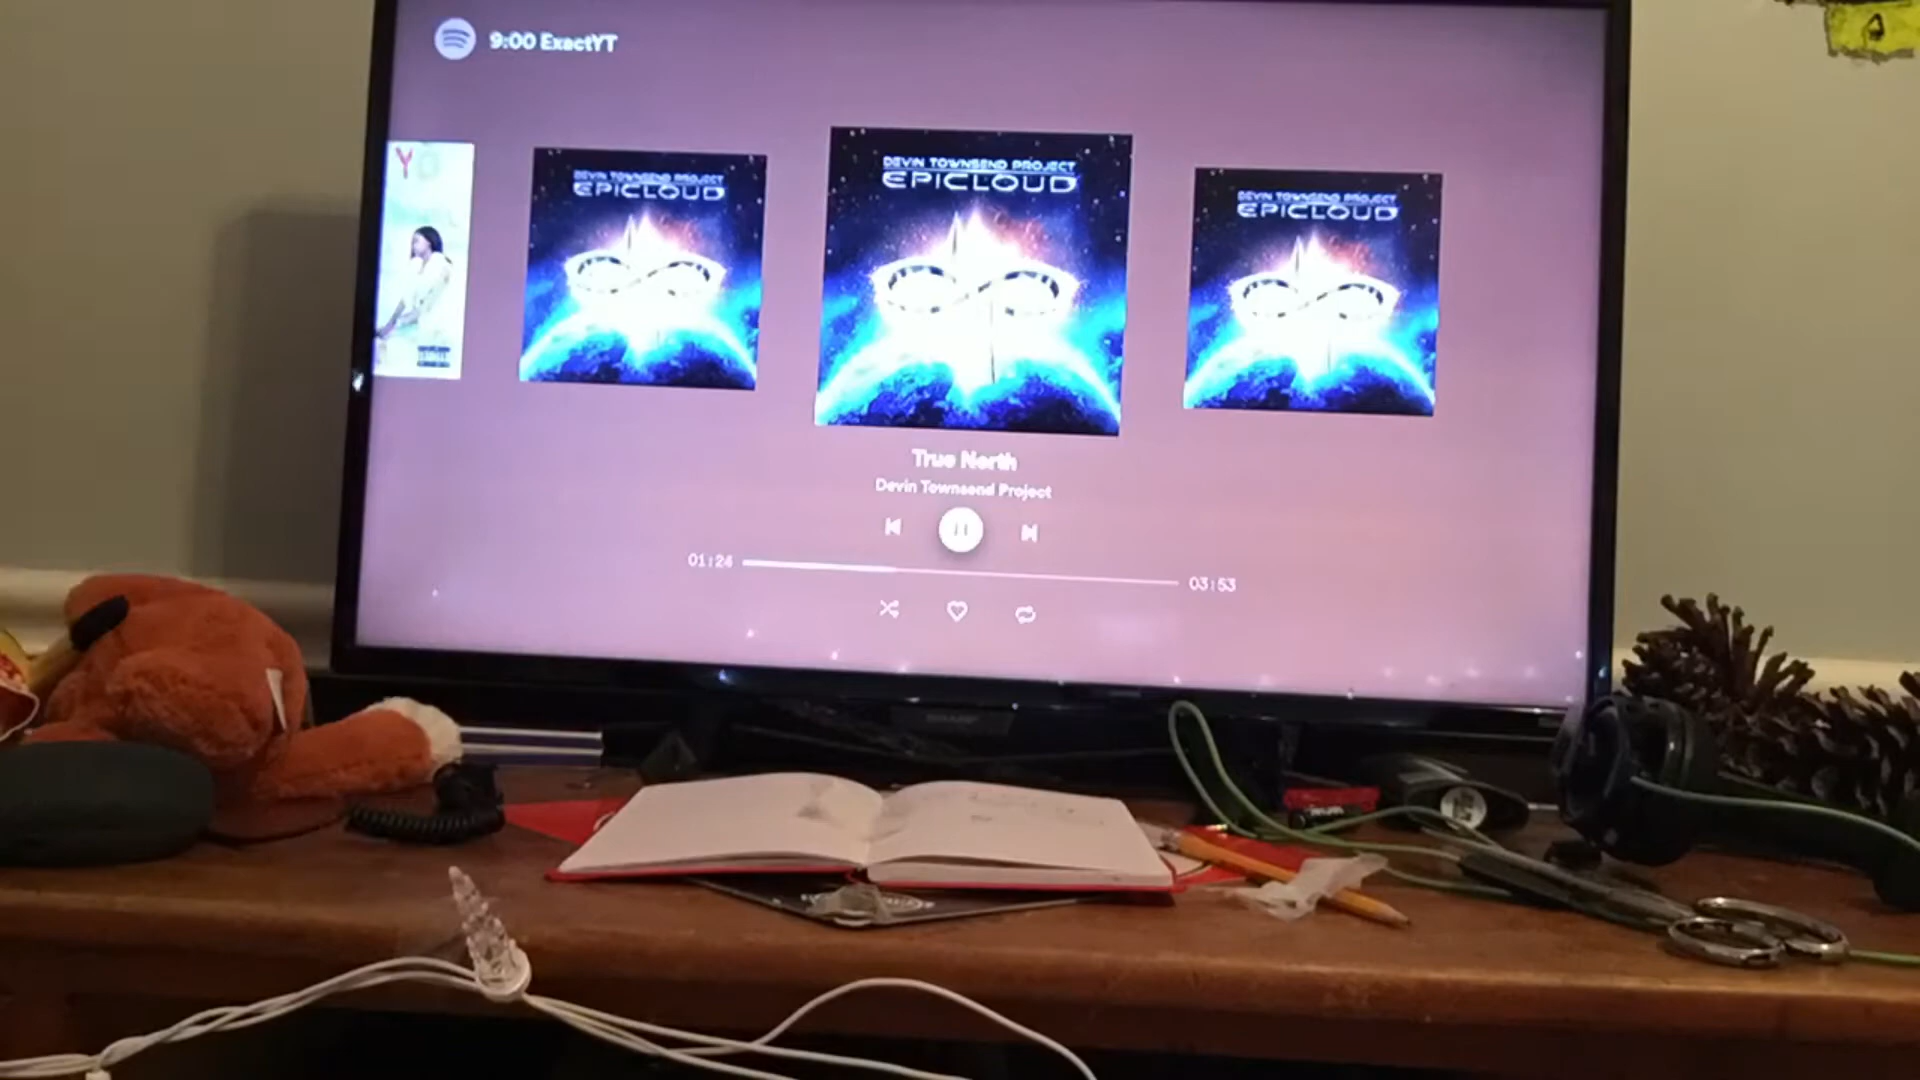 9:00 ExactYT
DEVIN TOWNSEND PROJECT
EPICLOUD
DEVIN TOWNSEND PROJECT
EPICLOUD
DEVIN TOWNSEND PROJECT
EPICLOUD
True North
Devin Townsend Project
01:24
03:53